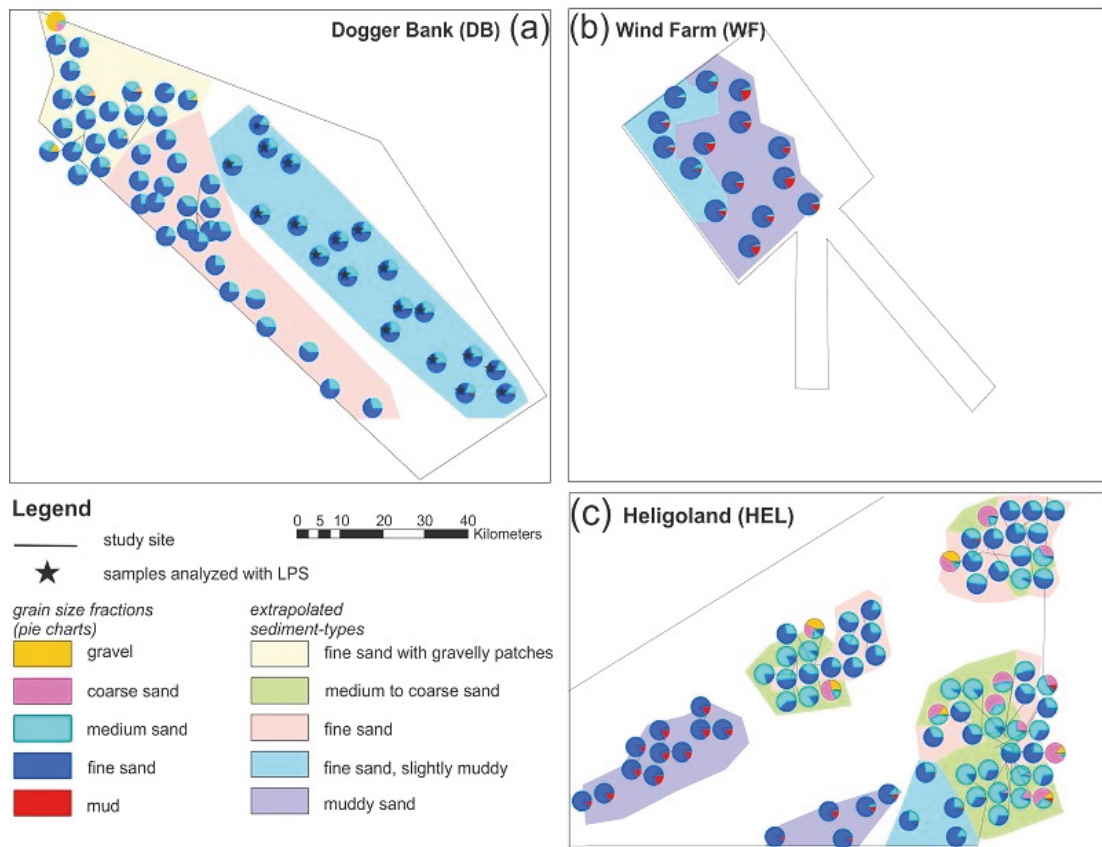 Dogger Bank (DB) (a)
(b) Wind Farm (WF)
Legend
study site
samples analyzed with LPS
0 5 10 20 30 40
Kilometers
grain size fractions
(pie charts)
gravel
coarse sand
medium sand
fine sand
mud
extrapolated
sediment-types
fine sand with gravelly patches
medium to coarse sand
fine sand
fine sand, slightly muddy
muddy sand
(c) Heligoland (HEL)